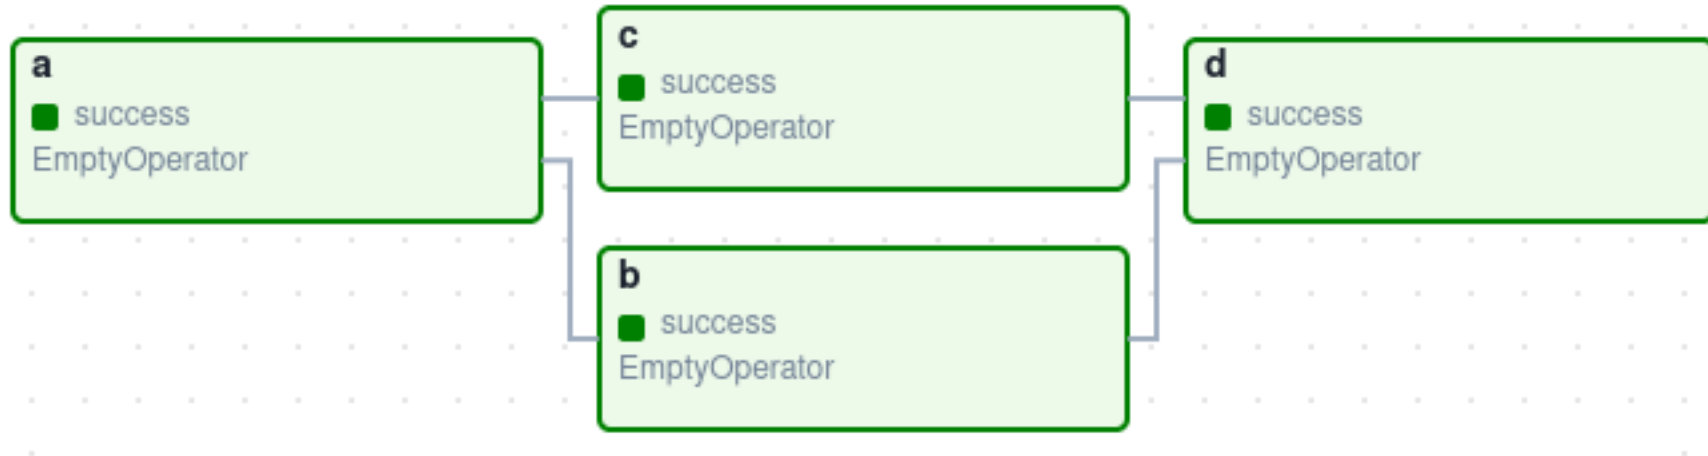 a
success
EmptyOperator
c
success
EmptyOperator
b
success
EmptyOperator
d
success
EmptyOperator